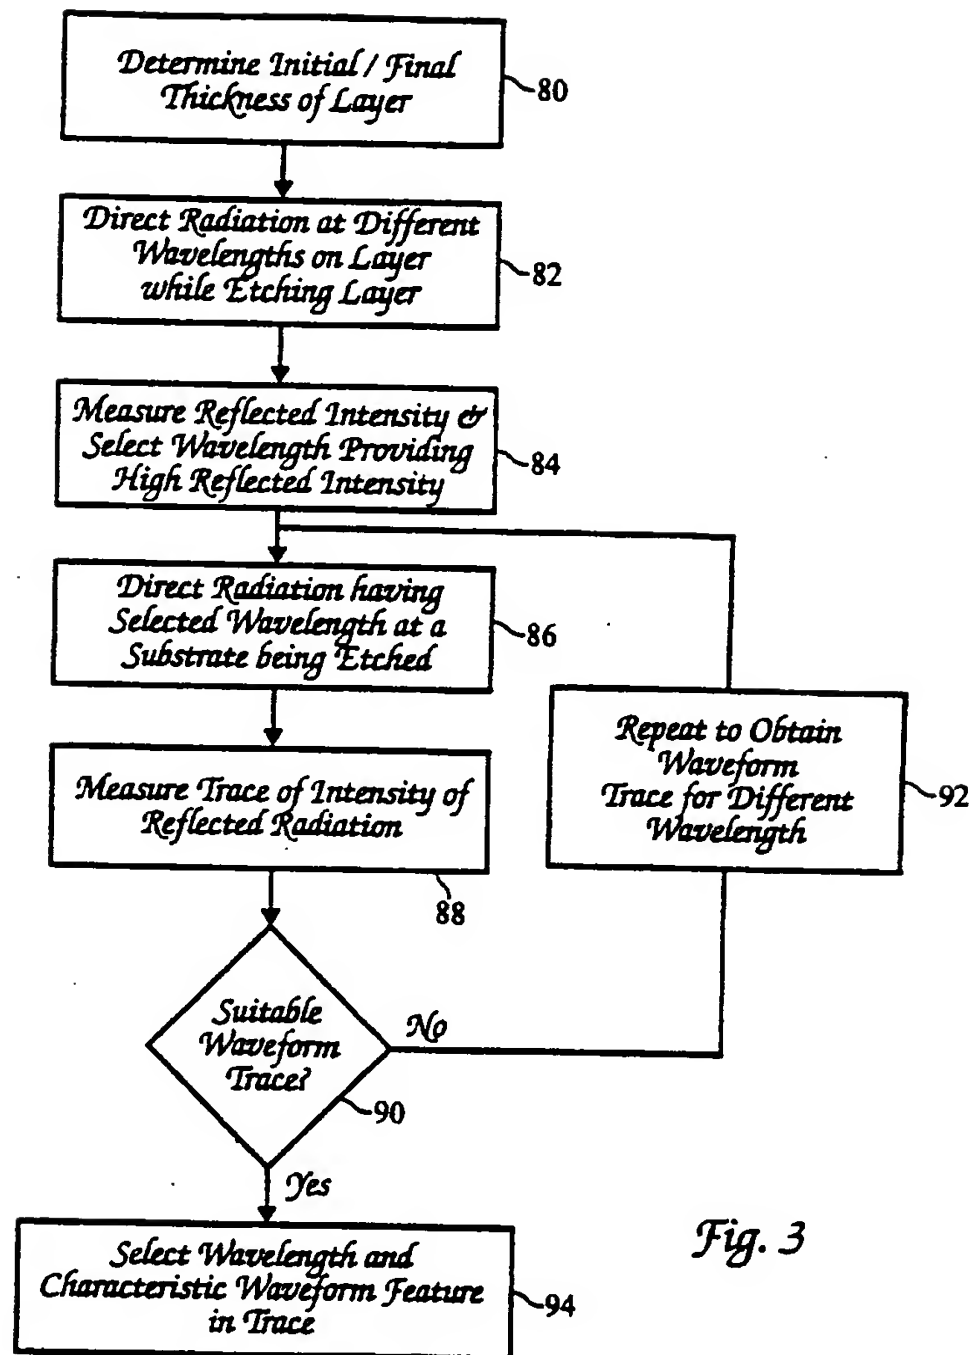 Determine Initial / Final
Thickness of Layer
80
Direct Radiation at Different
Wavelengths on Layer
while Etching Layer
82
Measure Reflected Intensity &
Select Wavelength Providing
High Reflected Intensity
84
Direct Radiation having
Selected Wavelength at a
Substrate being Etched
86
Measure Trace of Intensity of
Reflected Radiation
88
Repeat to Obtain
Waveform
Trace for Different
Wavelength
92
Suitable
Waveform
Trace?
90
No
Yes
Select Wavelength and
Characteristic Waveform Feature
in Trace
94
Fig. 3